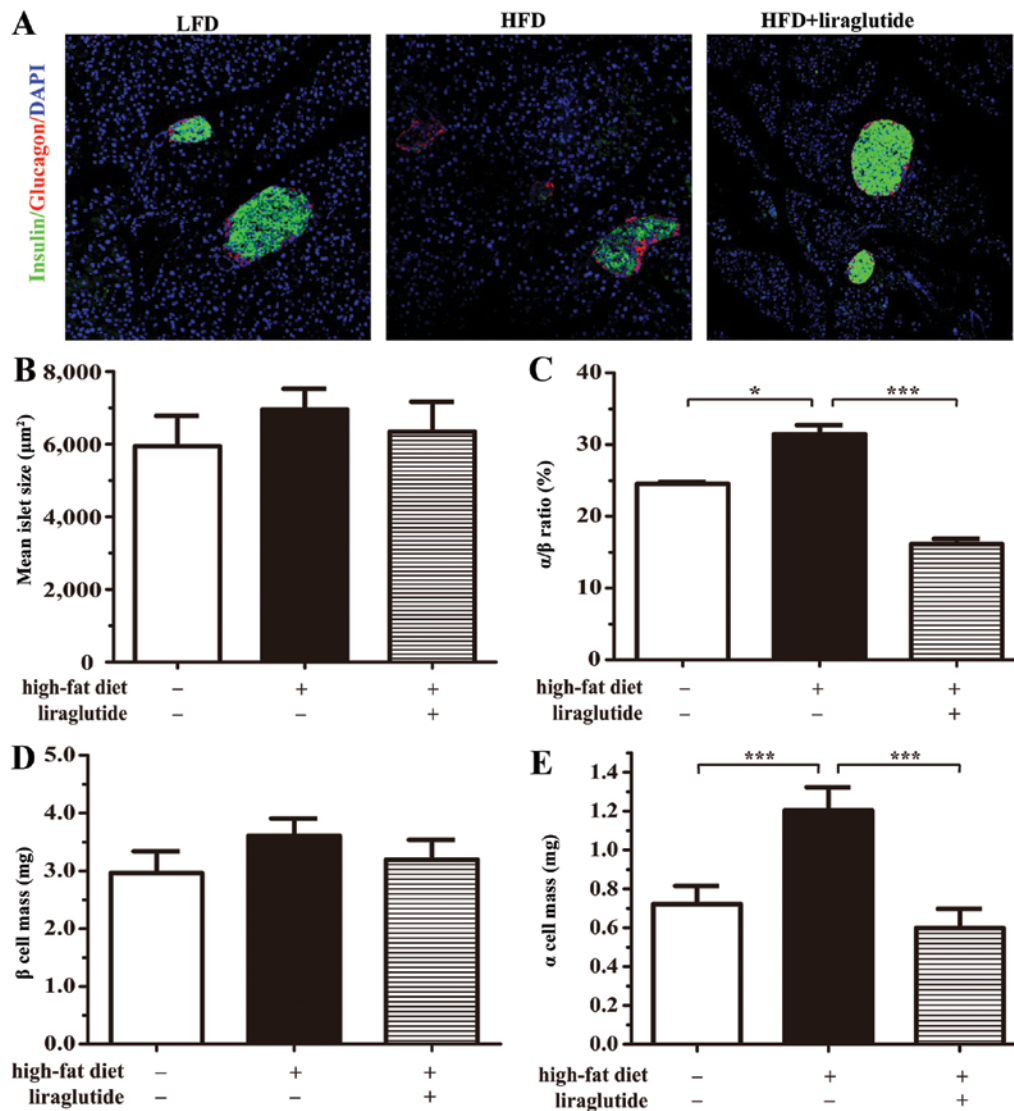 A
LFD
HFD
HFD+liraglutide
Insulin/Glucagon/DAPI
B
Mean islet size (μm²)
8,000
6,000
4,000
2,000
0
high-fat diet – + +
liraglutide – – +
C
α/β ratio (%)
40
30
20
10
0
* ***
high-fat diet – + +
liraglutide – – +
D
β cell mass (mg)
5.0
4.0
3.0
2.0
1.0
0.0
high-fat diet – + +
liraglutide – – +
E
α cell mass (mg)
1.4
1.2
1.0
0.8
0.6
0.4
0.2
0.0
*** ***
high-fat diet – + +
liraglutide – – +